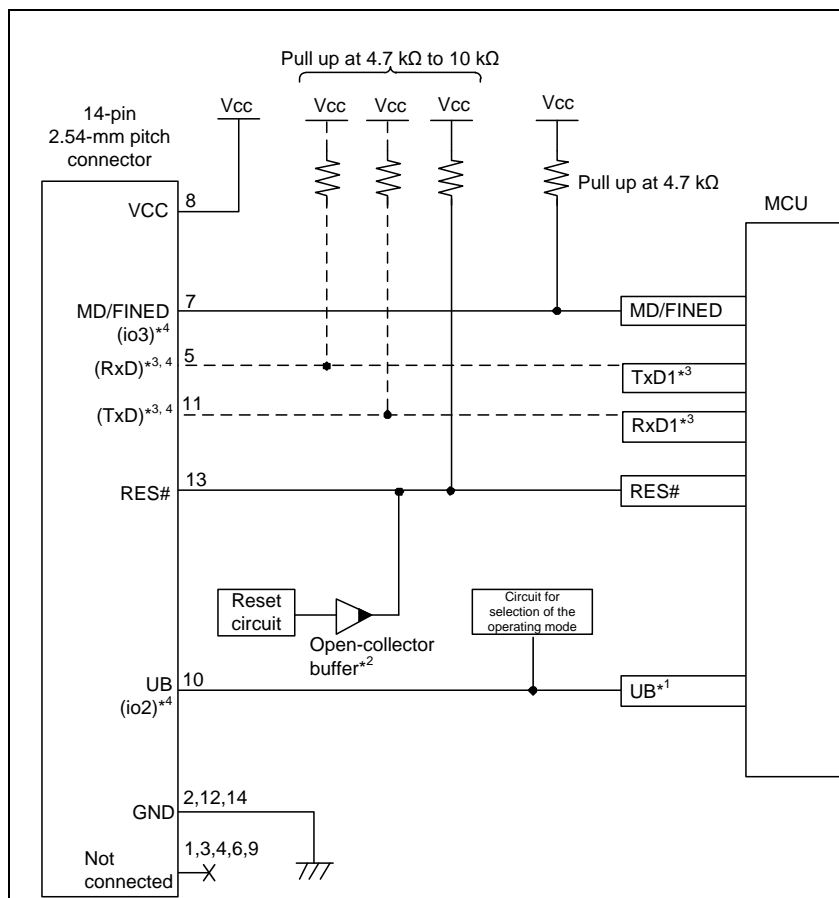 Pull up at 4.7 kΩ to 10 kΩ
Vcc
Vcc
Vcc
Vcc
Vcc
14-pin
2.54-mm pitch
connector
Pull up at 4.7 kΩ
MCU
VCC
8
MD/FINED
(io3)*4
7
MD/FINED
(RxD)*3, 4
5
TxD1*3
(TxD)*3, 4
11
RxD1*3
RES#
13
RES#
Reset
circuit
Open-collector
buffer*2
Circuit for
selection of the
operating mode
UB
(io2)*4
10
UB*1
GND
2,12,14
Not
connected
1,3,4,6,9